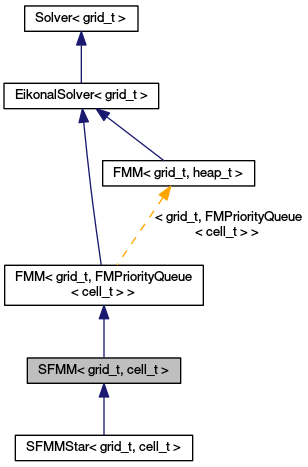 Solver< grid_t >
EikonalSolver< grid_t >
FMM< grid_t, heap_t >
< grid_t, FMPriorityQueue
< cell_t > >
FMM< grid_t, FMPriorityQueue
< cell_t > >
SFMM< grid_t, cell_t >
SFMMStar< grid_t, cell_t >